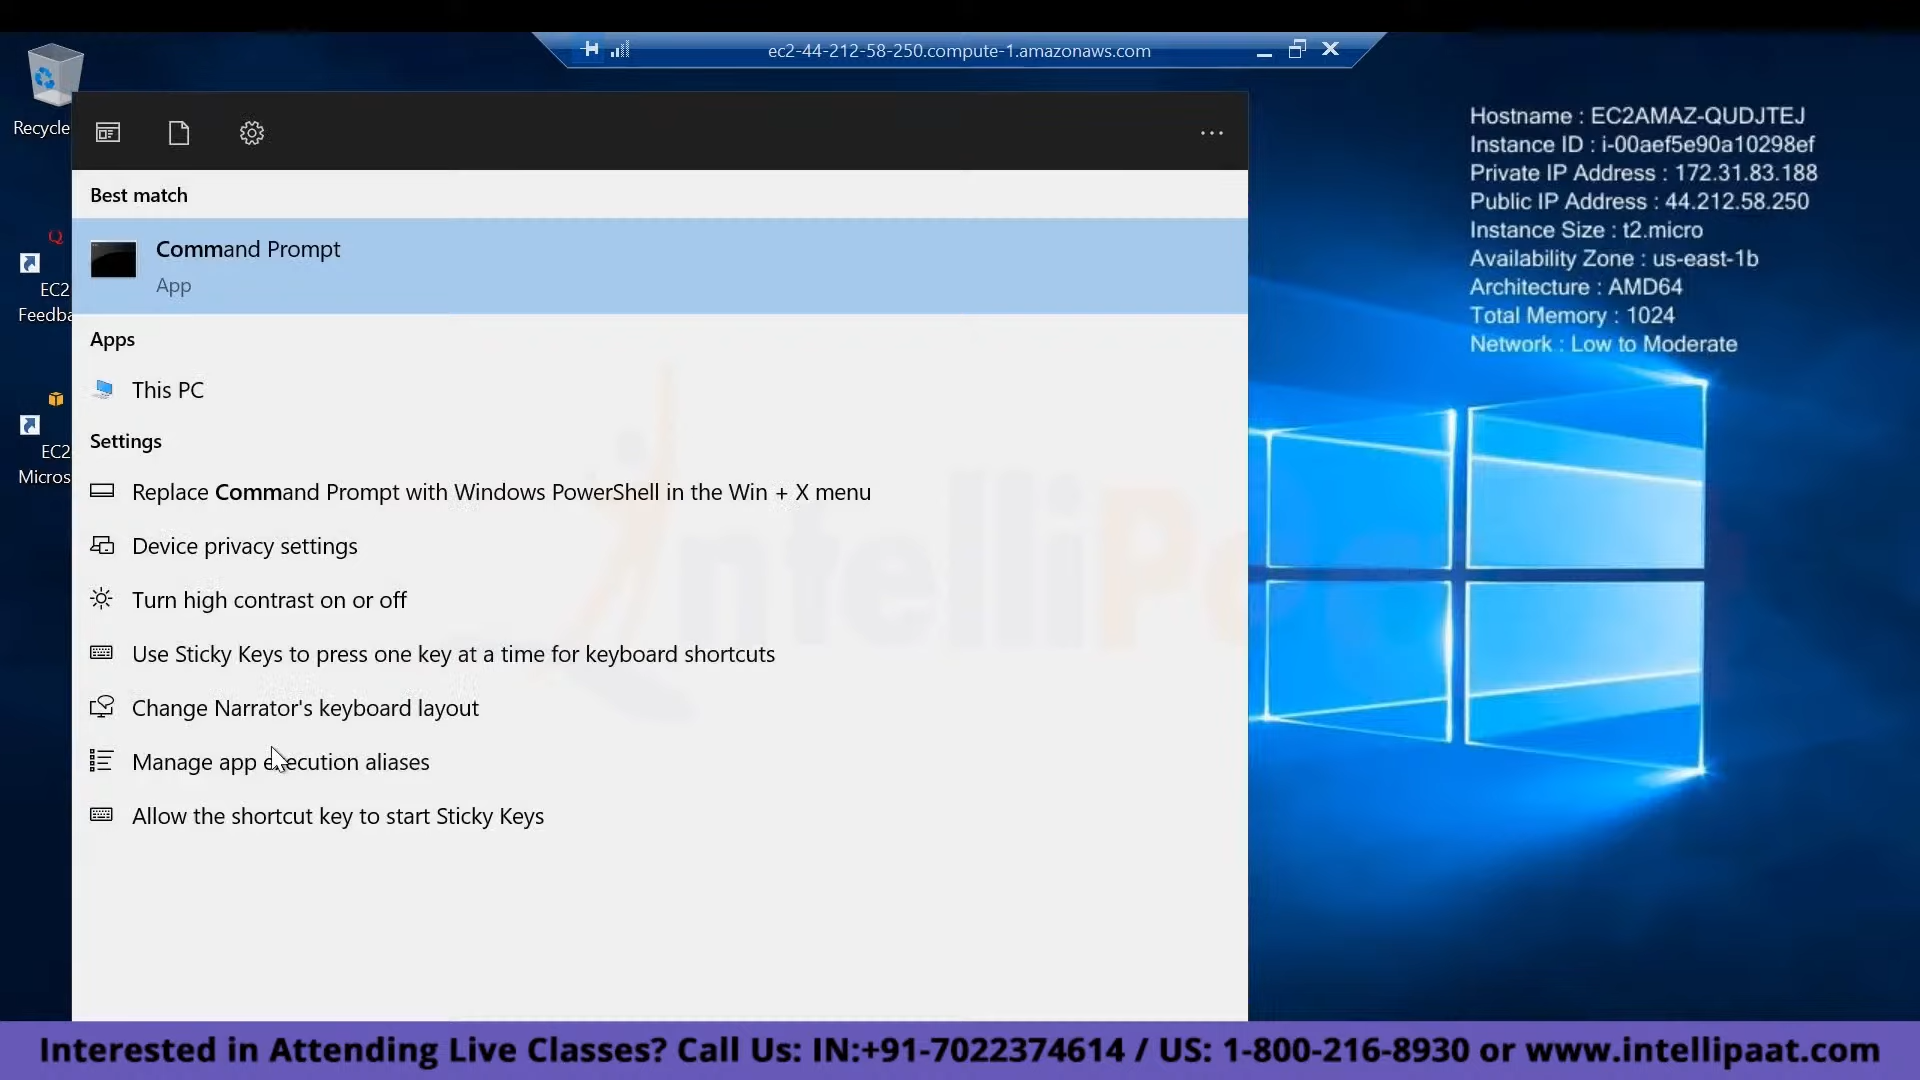 ec2-44-212-58-250.compute-1.amazonaws.com
Recycle
Hostname : EC2AMAZ-QUDJTEJ
Instance ID : i-00aef5e90a10298ef
Private IP Address : 172.31.83.188
Public IP Address : 44.212.58.250
Instance Size : t2.micro
Availability Zone : us-east-1b
Architecture : AMD64
Total Memory : 1024
Network : Low to Moderate
EC2
Feedba
EC2
Micros
Best match
Command Prompt
App
Apps
This PC
Settings
Replace Command Prompt with Windows PowerShell in the Win + X menu
Device privacy settings
Turn high contrast on or off
Use Sticky Keys to press one key at a time for keyboard shortcuts
Change Narrator's keyboard layout
Manage app execution aliases
Allow the shortcut key to start Sticky Keys
Interested in Attending Live Classes? Call Us: IN:+91-7022374614 / US: 1-800-216-8930 or www.intellipaat.com